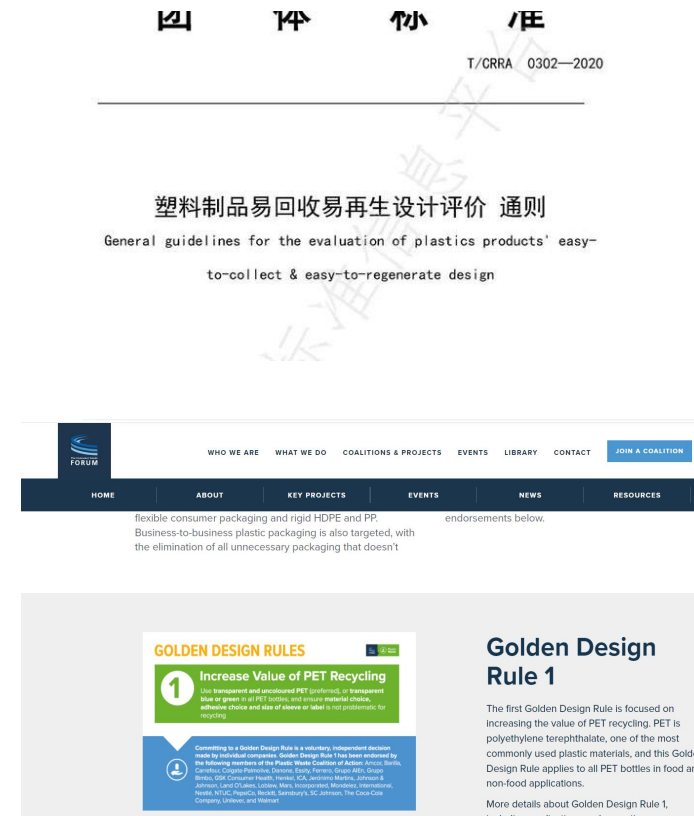 团 体 标 准
T/CRRA 0302—2020
塑料制品易回收易再生设计评价 通则
General guidelines for the evaluation of plastics products' easy-
to-collect & easy-to-regenerate design
标准信息平台
FORUM
WHO WE ARE WHAT WE DO COALITIONS & PROJECTS EVENTS LIBRARY CONTACT JOIN A COALITION
HOME ABOUT KEY PROJECTS EVENTS NEWS RESOURCES
flexible consumer packaging and rigid HDPE and PP.
Business-to-business plastic packaging is also targeted, with
the elimination of all unnecessary packaging that doesn't
endorsements below.
GOLDEN DESIGN RULES
1
Increase Value of PET Recycling
Use transparent and uncoloured PET (preferred), or transparent
blue or green in all PET bottles; and ensure material choice,
adhesive choice and size of sleeve or label is not problematic for
recycling
Committing to a Golden Design Rule is a voluntary, independent decision
made by individual companies. Golden Design Rule 1 has been endorsed by
the following members of the Plastic Waste Coalition of Action: Amcor, Barilla,
Carrefour, Colgate-Palmolive, Danone, Essity, Ferrero, Grupo AlEn, Grupo
Bimbo, GSK Consumer Health, Henkel, ICA, Jerónimo Martins, Johnson &
Johnson, Land O'Lakes, Loblaw, Mars, Incorporated, Mondelez, International,
Nestlé, NTUC, PepsiCo, Reckitt, Sainsbury's, SC Johnson, The Coca-Cola
Company, Unilever, and Walmart
Golden Design
Rule 1
The first Golden Design Rule is focused on
increasing the value of PET recycling. PET is
polyethylene terephthalate, one of the most
commonly used plastic materials, and this Gold
Design Rule applies to all PET bottles in food a
non-food applications.
More details about Golden Design Rule 1,